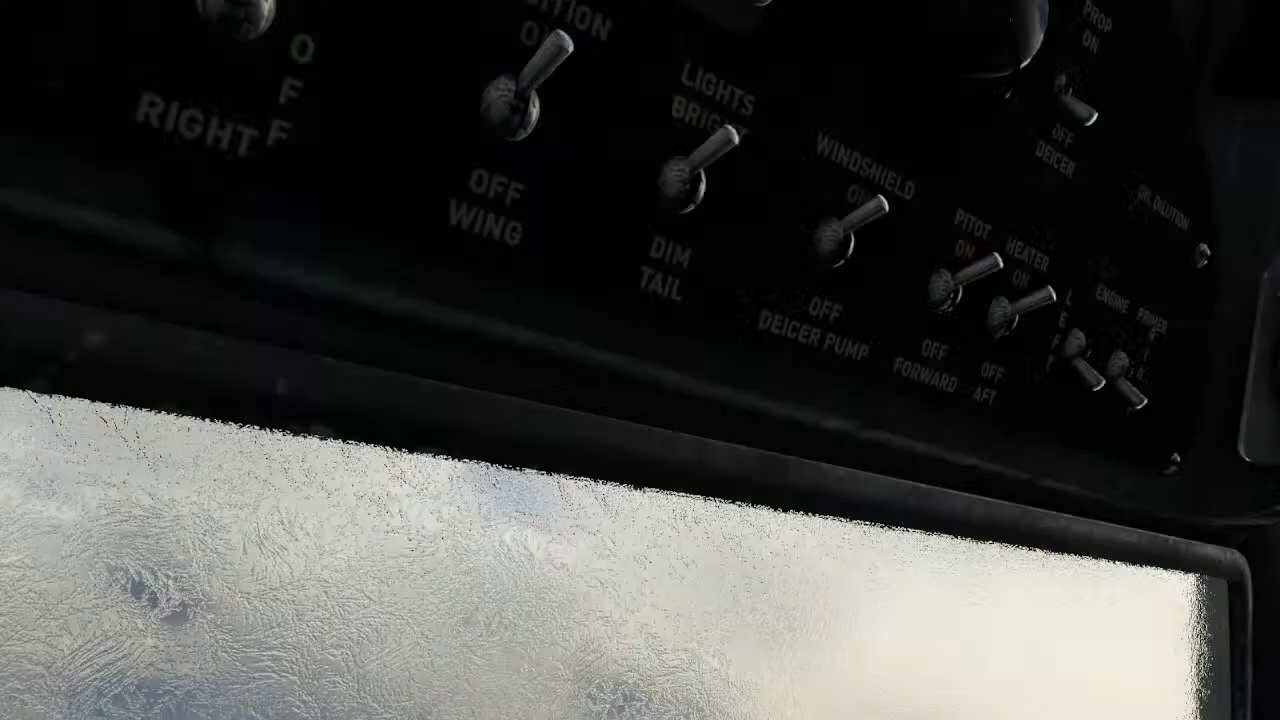 O
F
F
RIGHT
OFF
WING
LIGHTS
BRIGHT
DIM
TAIL
WINDSHIELD
ON
OFF
DEICER PUMP
PITOT
ON
OFF
FORWARD
HEATER
ON
OFF
AFT
PROP
ON
OFF
DEICER
OIL DILUTION
ENGINE PRIMER